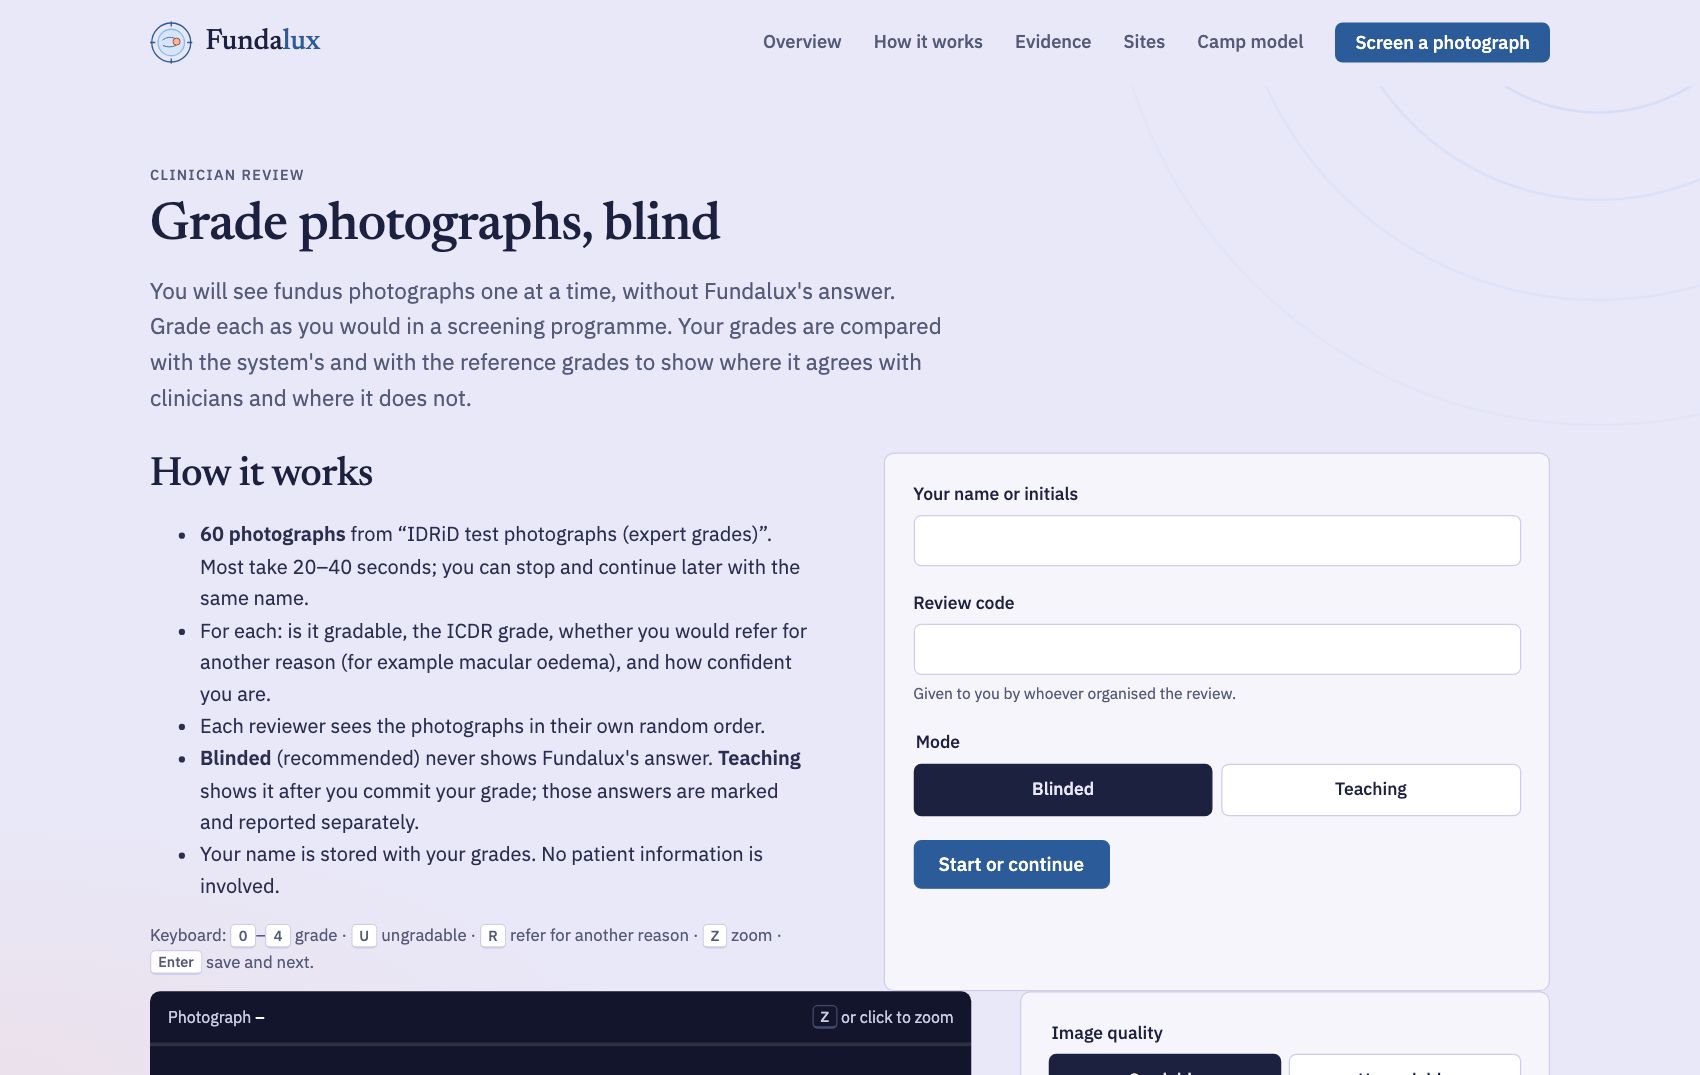 Fundalux
Overview
How it works
Evidence
Sites
Camp model
Screen a photograph
CLINICIAN REVIEW
Grade photographs, blind
You will see fundus photographs one at a time, without Fundalux's answer.
Grade each as you would in a screening programme. Your grades are compared
with the system's and with the reference grades to show where it agrees with
clinicians and where it does not.
How it works
60 photographs from “IDRiD test photographs (expert grades)”.
Most take 20–40 seconds; you can stop and continue later with the
same name.
For each: is it gradable, the ICDR grade, whether you would refer for
another reason (for example macular oedema), and how confident
you are.
Each reviewer sees the photographs in their own random order.
Blinded (recommended) never shows Fundalux's answer. Teaching
shows it after you commit your grade; those answers are marked
and reported separately.
Your name is stored with your grades. No patient information is
involved.
Keyboard: 0–4 grade · U ungradable · R refer for another reason · Z zoom ·
Enter save and next.
Your name or initials
Review code
Given to you by whoever organised the review.
Mode
Blinded
Teaching
Start or continue
Photograph –
Z or click to zoom
Image quality